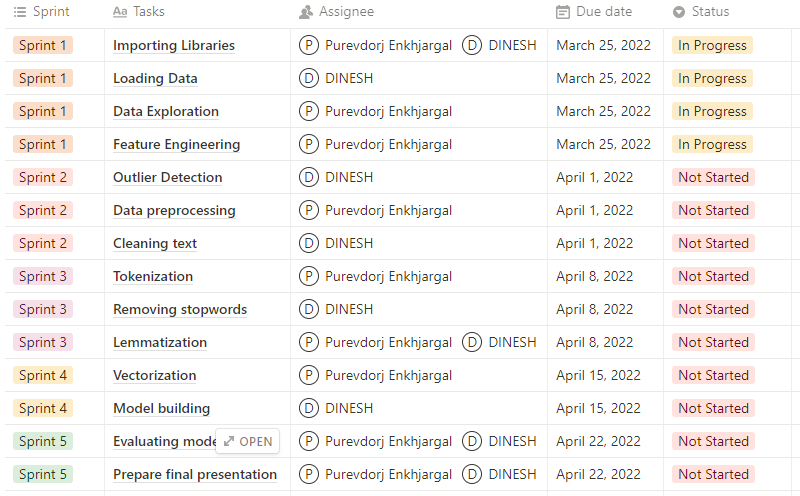 Sprint Aa Tasks Assignee Due date Status
Sprint 1 Importing Libraries P Purevdorj Enkhjargal D DINESH March 25, 2022 In Progress
Sprint 1 Loading Data D DINESH March 25, 2022 In Progress
Sprint 1 Data Exploration P Purevdorj Enkhjargal March 25, 2022 In Progress
Sprint 1 Feature Engineering P Purevdorj Enkhjargal March 25, 2022 In Progress
Sprint 2 Outlier Detection D DINESH April 1, 2022 Not Started
Sprint 2 Data preprocessing P Purevdorj Enkhjargal April 1, 2022 Not Started
Sprint 2 Cleaning text D DINESH April 1, 2022 Not Started
Sprint 3 Tokenization P Purevdorj Enkhjargal April 8, 2022 Not Started
Sprint 3 Removing stopwords D DINESH April 8, 2022 Not Started
Sprint 3 Lemmatization P Purevdorj Enkhjargal D DINESH April 8, 2022 Not Started
Sprint 4 Vectorization P Purevdorj Enkhjargal April 15, 2022 Not Started
Sprint 4 Model building D DINESH April 15, 2022 Not Started
Sprint 5 Evaluating mode OPEN P Purevdorj Enkhjargal D DINESH April 22, 2022 Not Started
Sprint 5 Prepare final presentation P Purevdorj Enkhjargal D DINESH April 22, 2022 Not Started